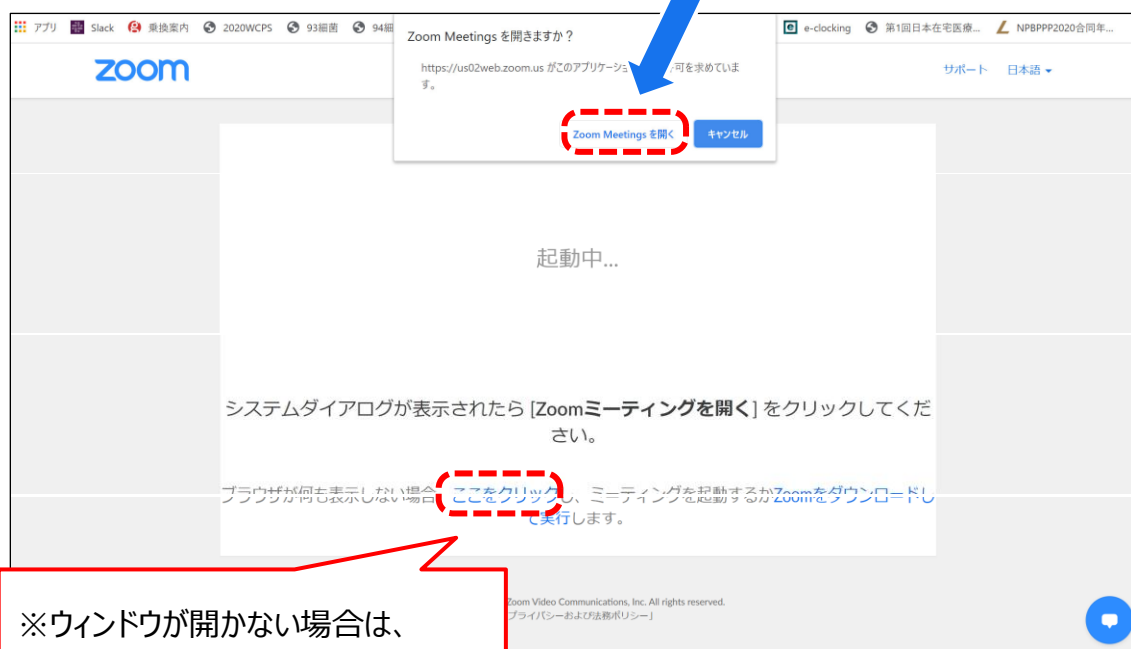 アプリ Slack 乗換案内 2020WCPS 93細菌 94細 e-clocking 第1回日本在宅医療... NPBPPP2020合同年...
Zoom Meetings を開きますか？
https://us02web.zoom.us がこのアプリケーショ 可を求めていま
す。
Zoom Meetings を開く キャンセル
zoom サポート 日本語
起動中...
システムダイアログが表示されたら [Zoomミーティングを開く] をクリックしてくだ
さい。
ブラウザが何も表示しない場合、ここをクリックし、ミーティングを起動するかZoomをダウンロードし
て実行します。
Zoom Video Communications, Inc. All rights reserved.
プライバシーおよび法務ポリシー]
※ウィンドウが開かない場合は、